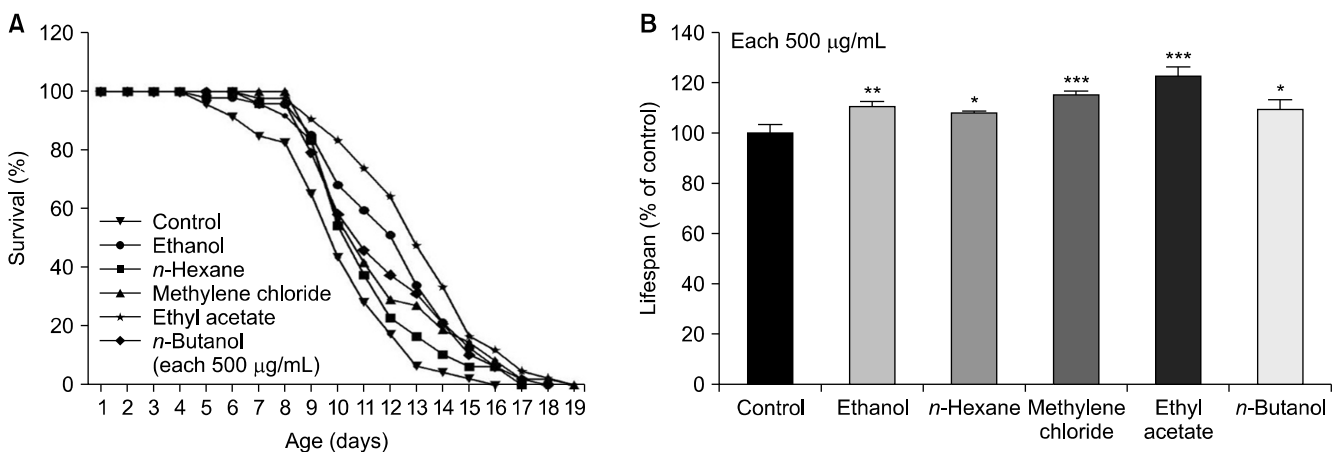 A
120
100
80
60
40
20
0
Survival (%)
Control
Ethanol
n-Hexane
Methylene chloride
Ethyl acetate
n-Butanol
(each 500 μg/mL)
1 2 3 4 5 6 7 8 9 10 11 12 13 14 15 16 17 18 19
Age (days)
B
Each 500 μg/mL
140
120
100
80
60
40
20
0
Lifespan (% of control)
** * *** *** *
Control Ethanol n-Hexane Methylene chloride Ethyl acetate n-Butanol